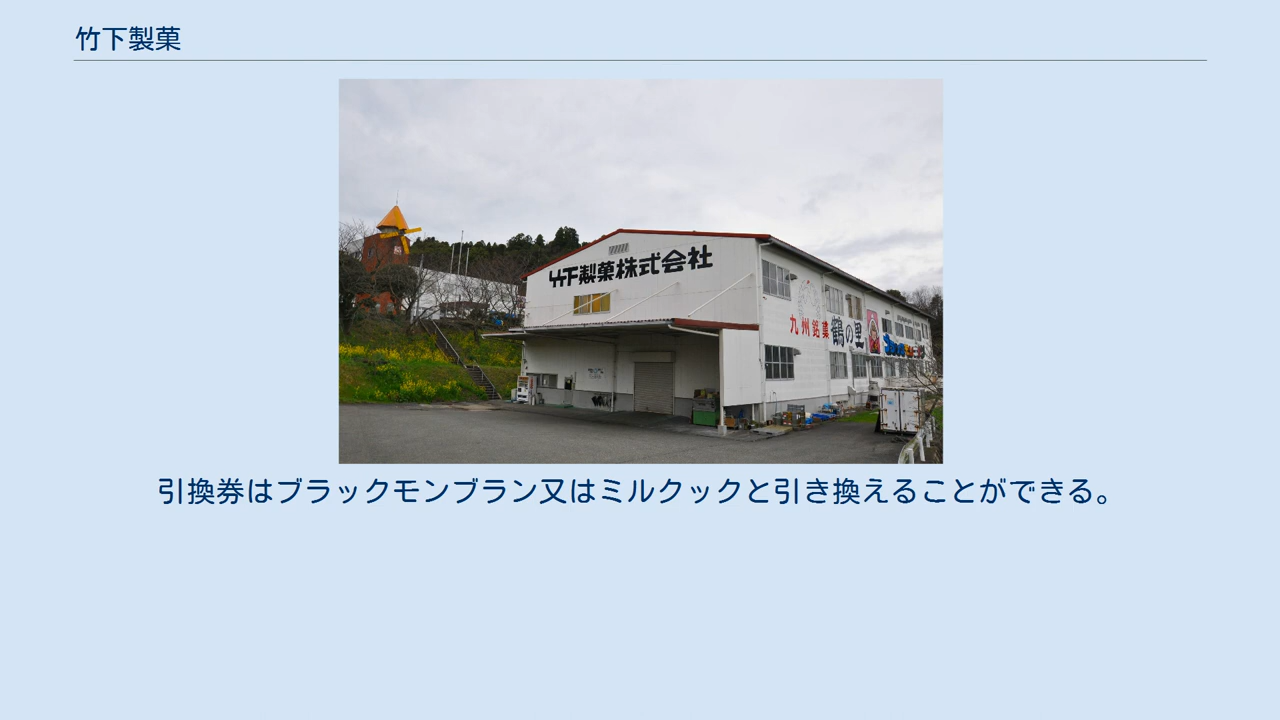 竹下製菓
竹下製菓株式会社
九州銘菓 鶴の里
引換券はブラックモンブラン又はミルクックと引き換えることができる。